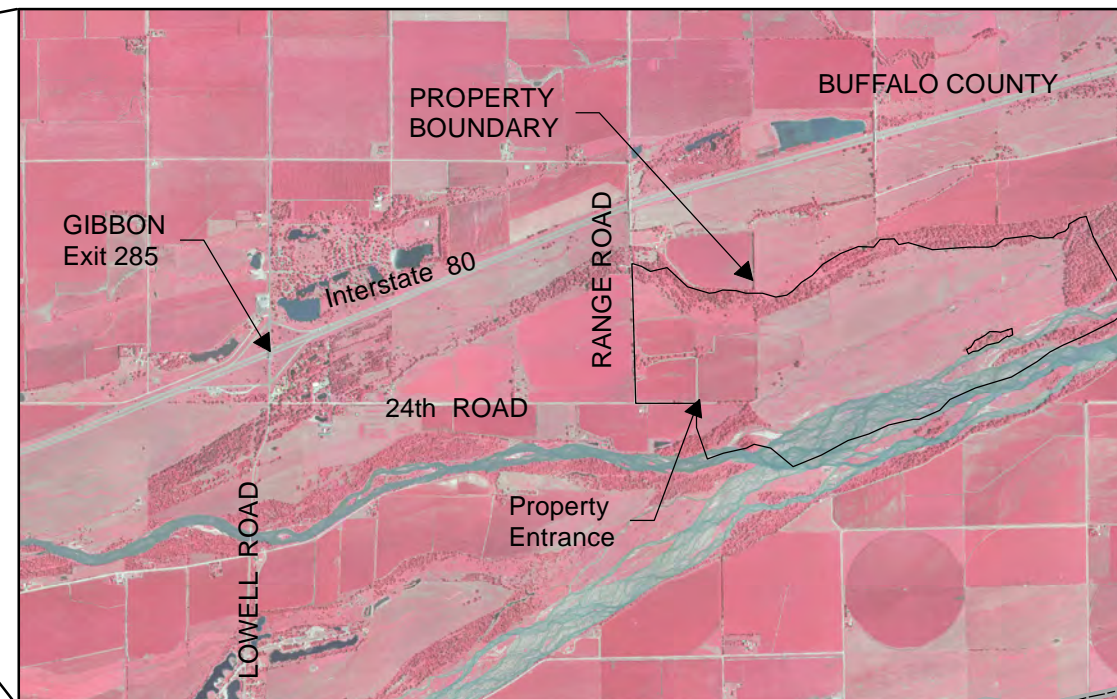 BUFFALO COUNTY
PROPERTY
BOUNDARY
GIBBON
Exit 285
Interstate 80
RANGE ROAD
24th ROAD
Property
Entrance
LOWELL ROAD